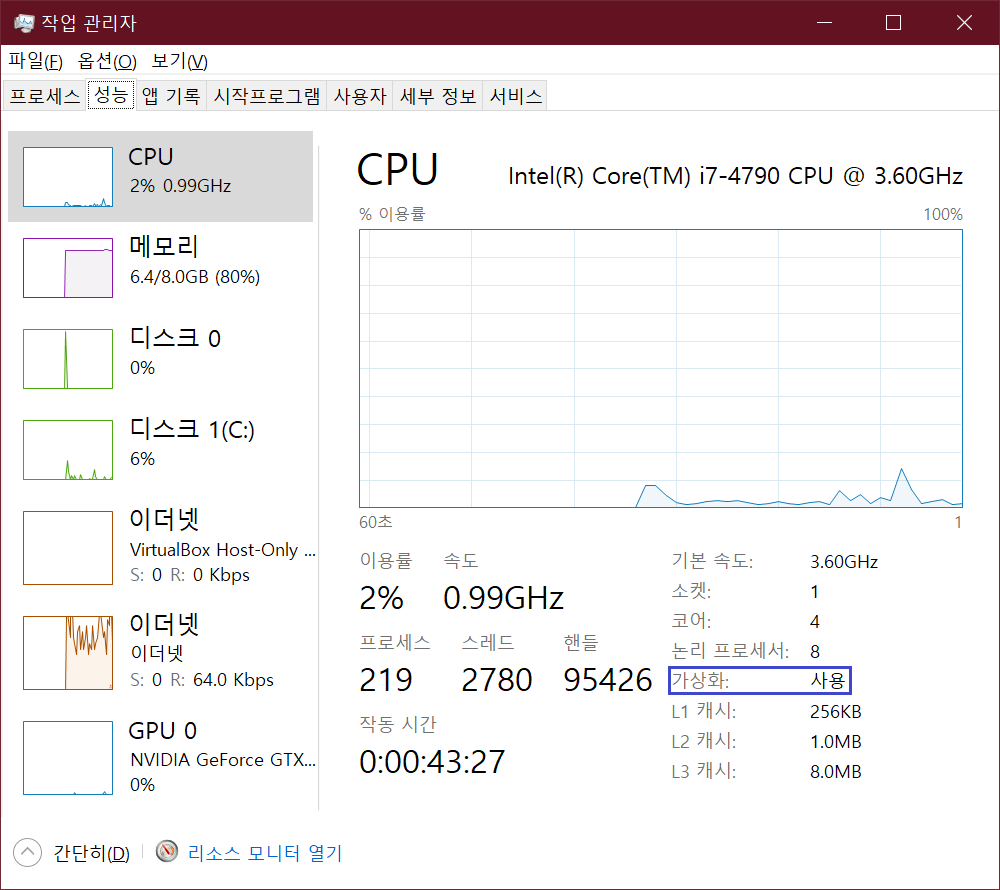 작업 관리자
파일(F) 옵션(O) 보기(V)
프로세스 성능 앱 기록 시작프로그램 사용자 세부 정보 서비스
CPU
2% 0.99GHz
메모리
6.4/8.0GB (80%)
디스크 0
0%
디스크 1(C:)
6%
이더넷
VirtualBox Host-Only ...
S: 0 R: 0 Kbps
이더넷
이더넷
S: 0 R: 64.0 Kbps
GPU 0
NVIDIA GeForce GTX...
0%
CPU Intel(R) Core(TM) i7-4790 CPU @ 3.60GHz
% 이용률 100%
60초 1
이용률 속도
2% 0.99GHz
프로세스 스레드 핸들
219 2780 95426
작동 시간
0:00:43:27
기본 속도: 3.60GHz
소켓: 1
코어: 4
논리 프로세서: 8
가상화: 사용
L1 캐시: 256KB
L2 캐시: 1.0MB
L3 캐시: 8.0MB
간단히(D) 리소스 모니터 열기